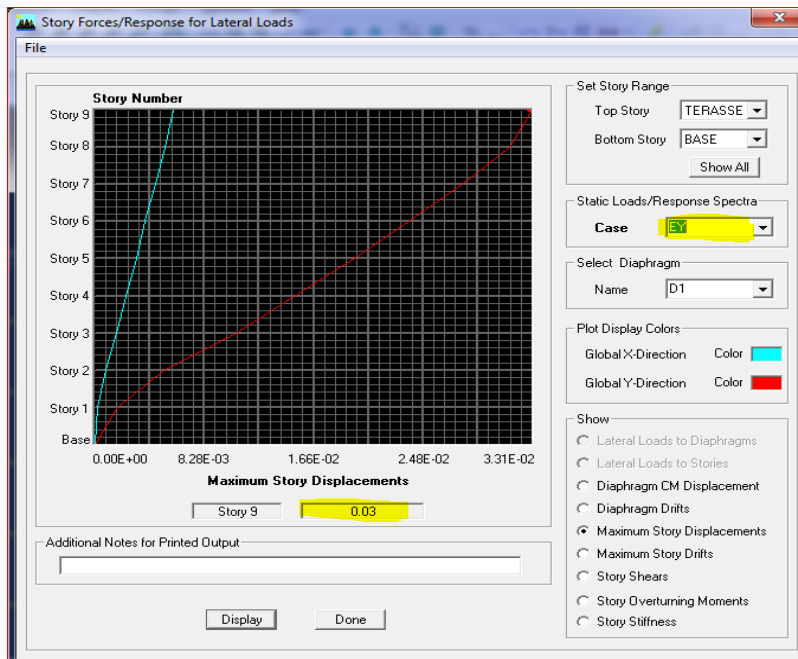 Story Forces/Response for Lateral Loads
File
Story Number
Story 9
Story 8
Story 7
Story 6
Story 5
Story 4
Story 3
Story 2
Story 1
Base
0.00E+00 8.28E-03 1.66E-02 2.48E-02 3.31E-02
Maximum Story Displacements
Story 9 0.03
Additional Notes for Printed Output
Display Done
Set Story Range
Top Story TERASSE
Bottom Story BASE
Show All
Static Loads/Response Spectra
Case EY
Select Diaphragm
Name D1
Plot Display Colors
Global X-Direction Color
Global Y-Direction Color
Show
Lateral Loads to Diaphragms
Lateral Loads to Stories
Diaphragm CM Displacement
Diaphragm Drifts
Maximum Story Displacements
Maximum Story Drifts
Story Shears
Story Overturning Moments
Story Stiffness